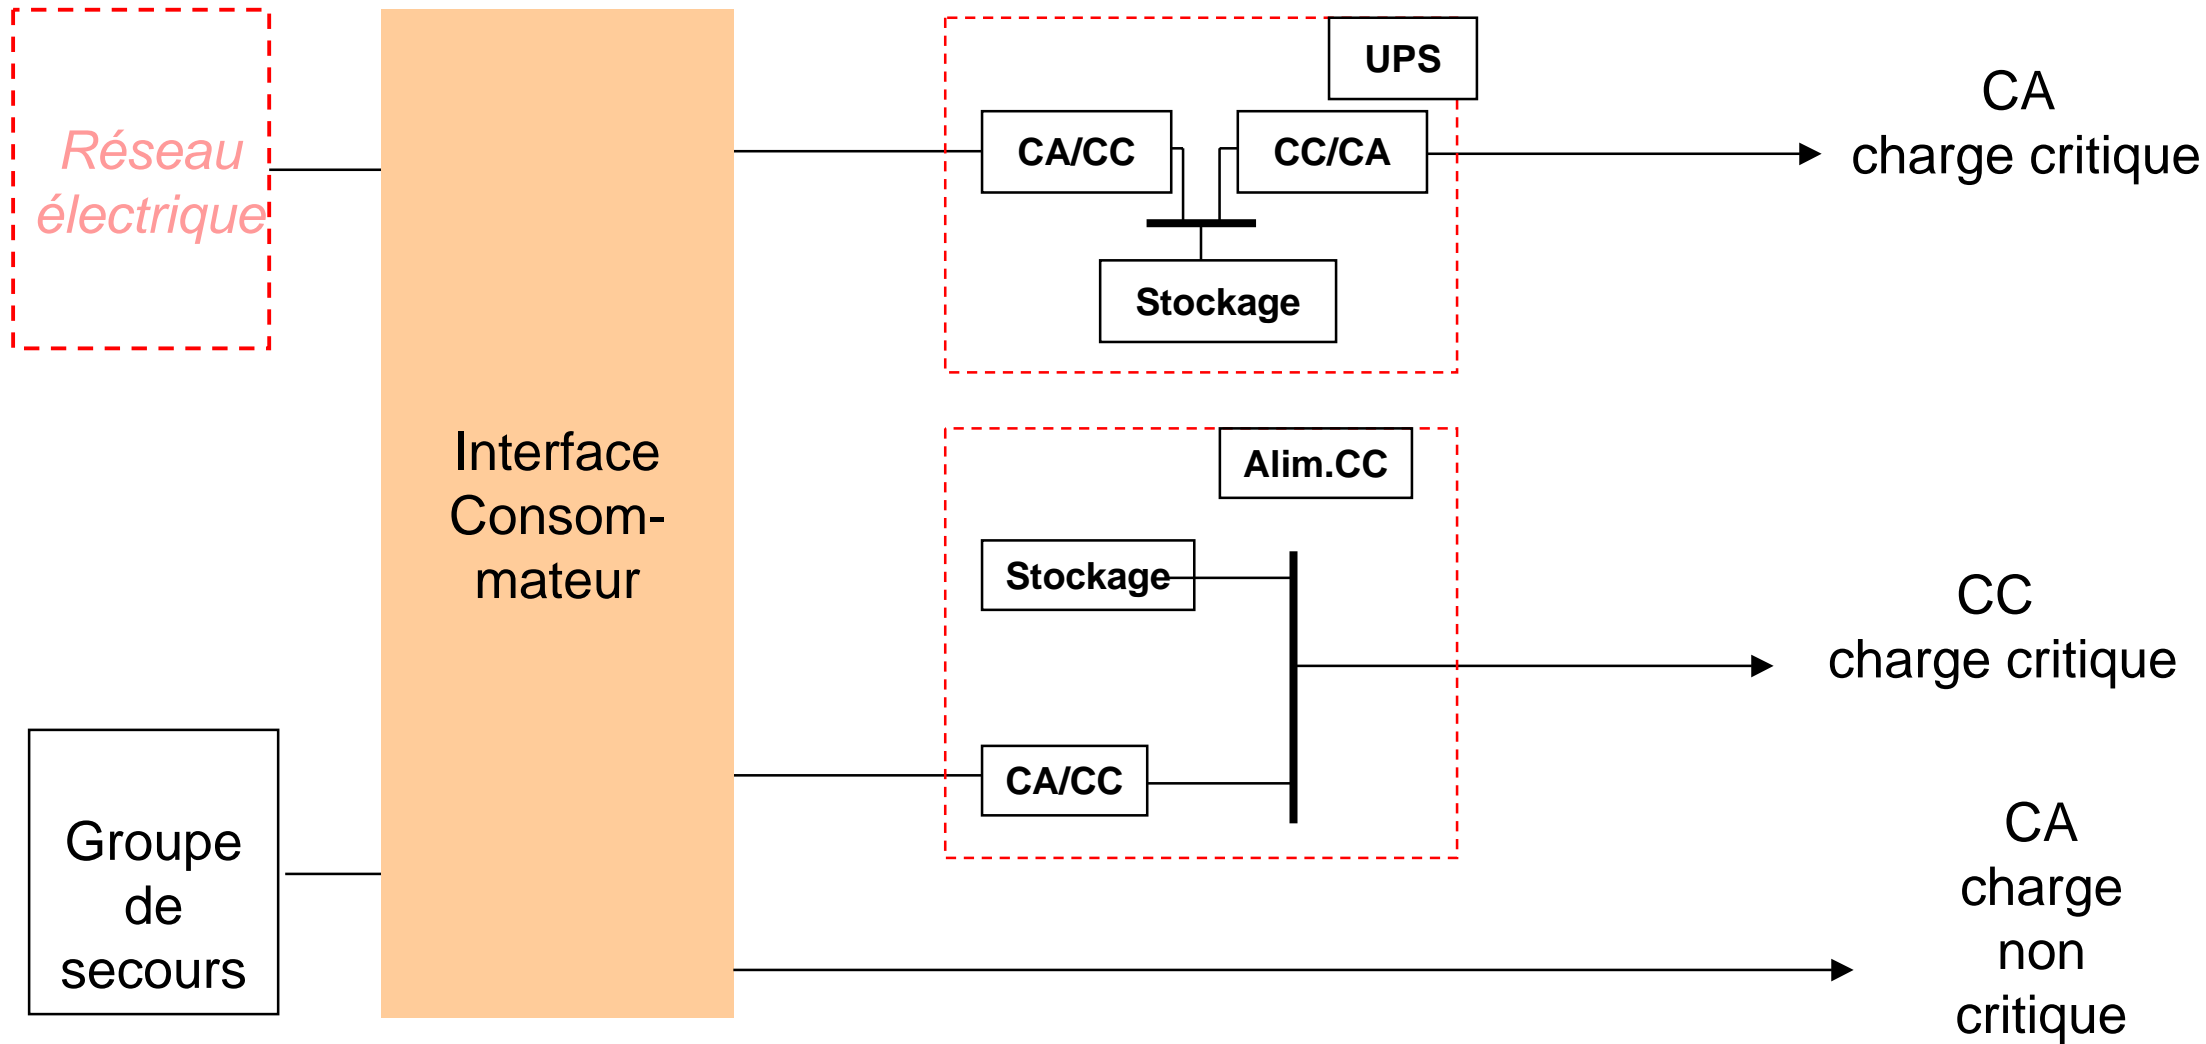 Réseau
électrique
Interface
Consom-
mateur
Groupe
de
secours
UPS
CA/CC
CC/CA
Stockage
CA
charge critique
Alim.CC
Stockage
CA/CC
CC
charge critique
CA
charge
non
critique